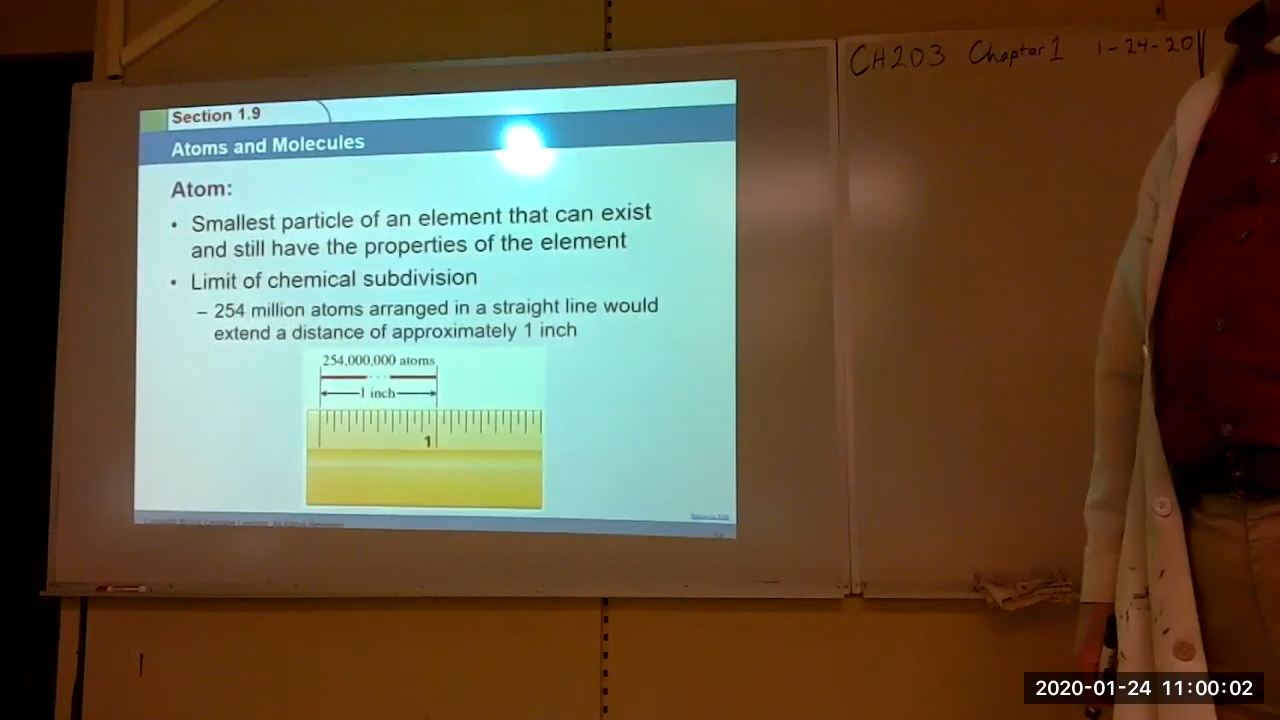 CH203 Chapter 1 1-24-20
Section 1.9
Atoms and Molecules
Atom:
• Smallest particle of an element that can exist
and still have the properties of the element
• Limit of chemical subdivision
– 254 million atoms arranged in a straight line would
extend a distance of approximately 1 inch
254,000,000 atoms
1 inch
1
2020-01-24 11:00:02